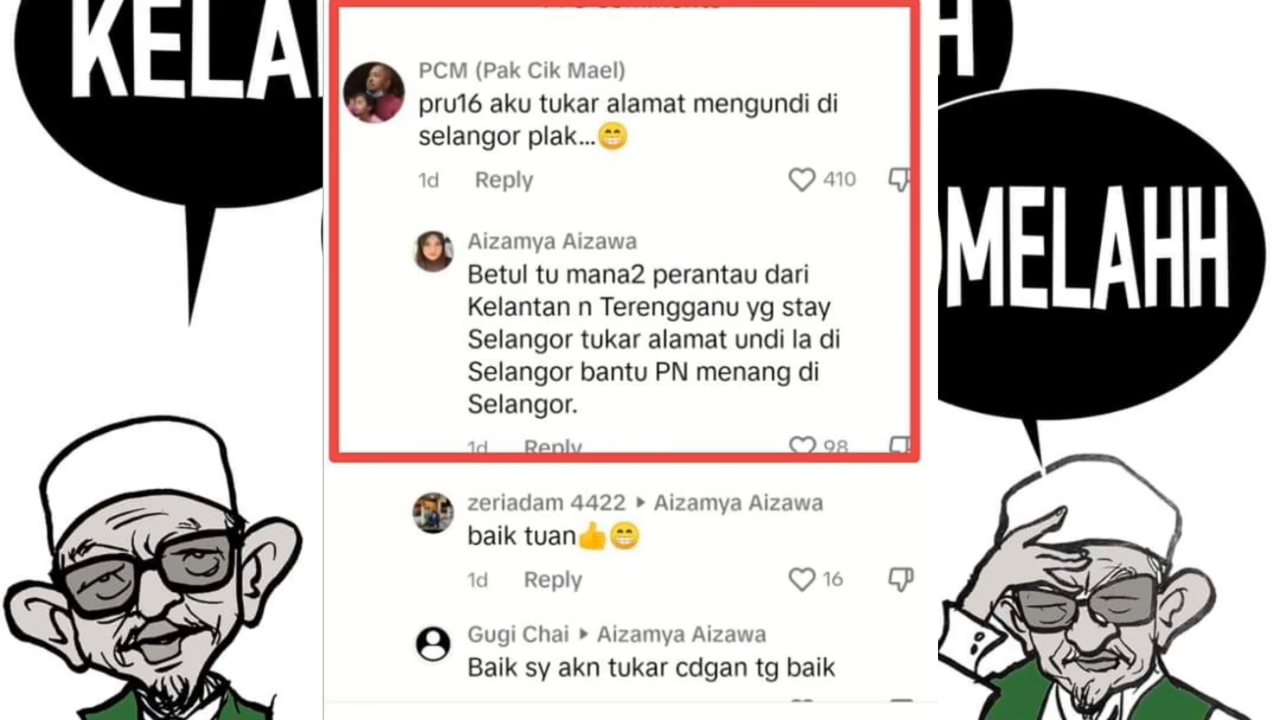 KELA
PCM (Pak Cik Mael)
pru16 aku tukar alamat mengundi di
selangor plak...😁
1d Reply 410
Aizamya Aizawa
Betul tu mana2 perantau dari
Kelantan n Terengganu yg stay
Selangor tukar alamat undi la di
Selangor bantu PN menang di
Selangor.
1d Reply 98
zeriadam 4422 ▸ Aizamya Aizawa
baik tuan👍😁
1d Reply 16
Gugi Chai ▸ Aizamya Aizawa
Baik sy akn tukar cdgan tg baik
H
MELAHH